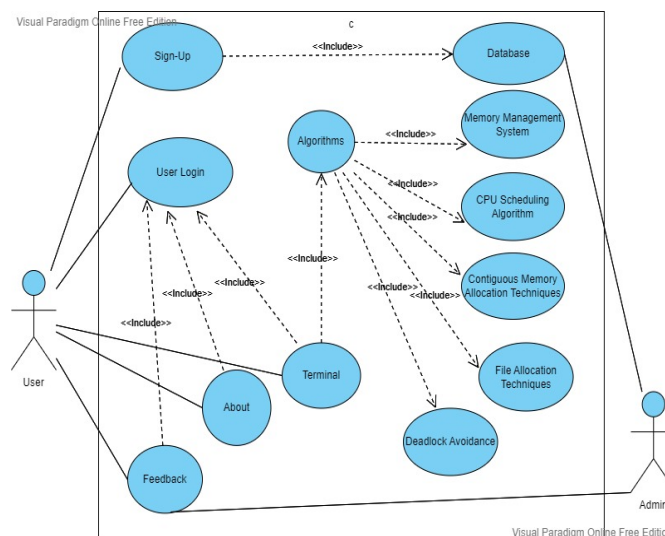 Visual Paradigm Online Free Edition
c
Sign-Up
<<Include>>
Database
Memory Management
System
<<Include>>
Algorithms
User Login
CPU Scheduling
Algorithm
<<Include>>
<<Include>>
Contiguous Memory
Allocation Techniques
<<Include>>
<<Include>>
<<Include>>
<<Include>>
<<Include>>
<<Include>>
User
Terminal
File Allocation
Techniques
About
Deadlock Avoidance
Feedback
Admin
Visual Paradigm Online Free Edition